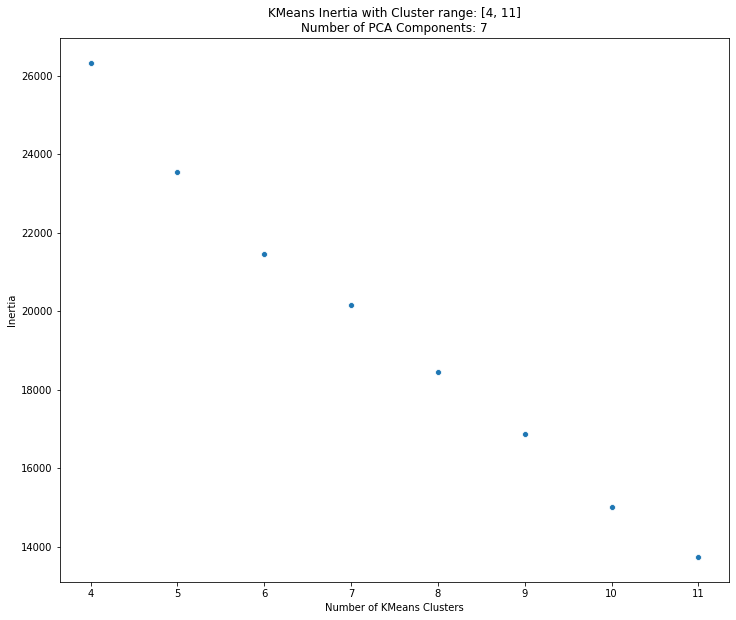 KMeans Inertia with Cluster range: [4, 11]
Number of PCA Components: 7
26000
24000
22000
20000
18000
16000
14000
Inertia
4 5 6 7 8 9 10 11
Number of KMeans Clusters